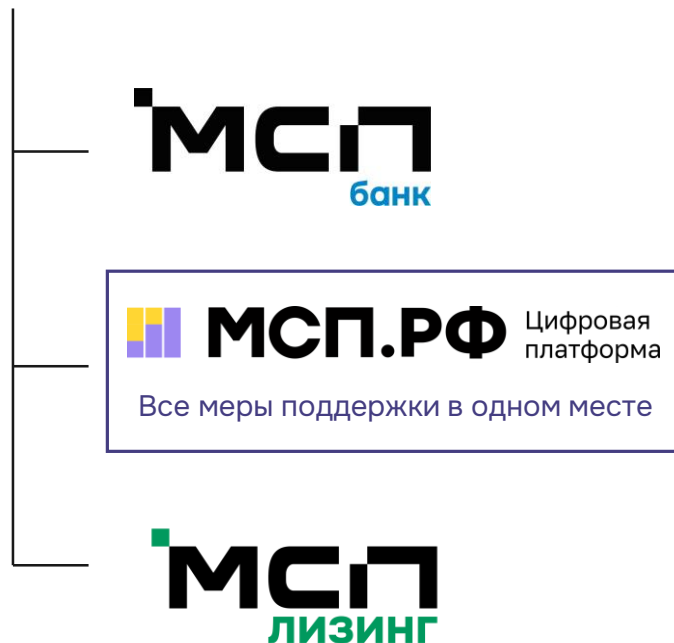 МСП
банк
МСП.РФ Цифровая
платформа
Все меры поддержки в одном месте
МСП
ЛИЗИНГ